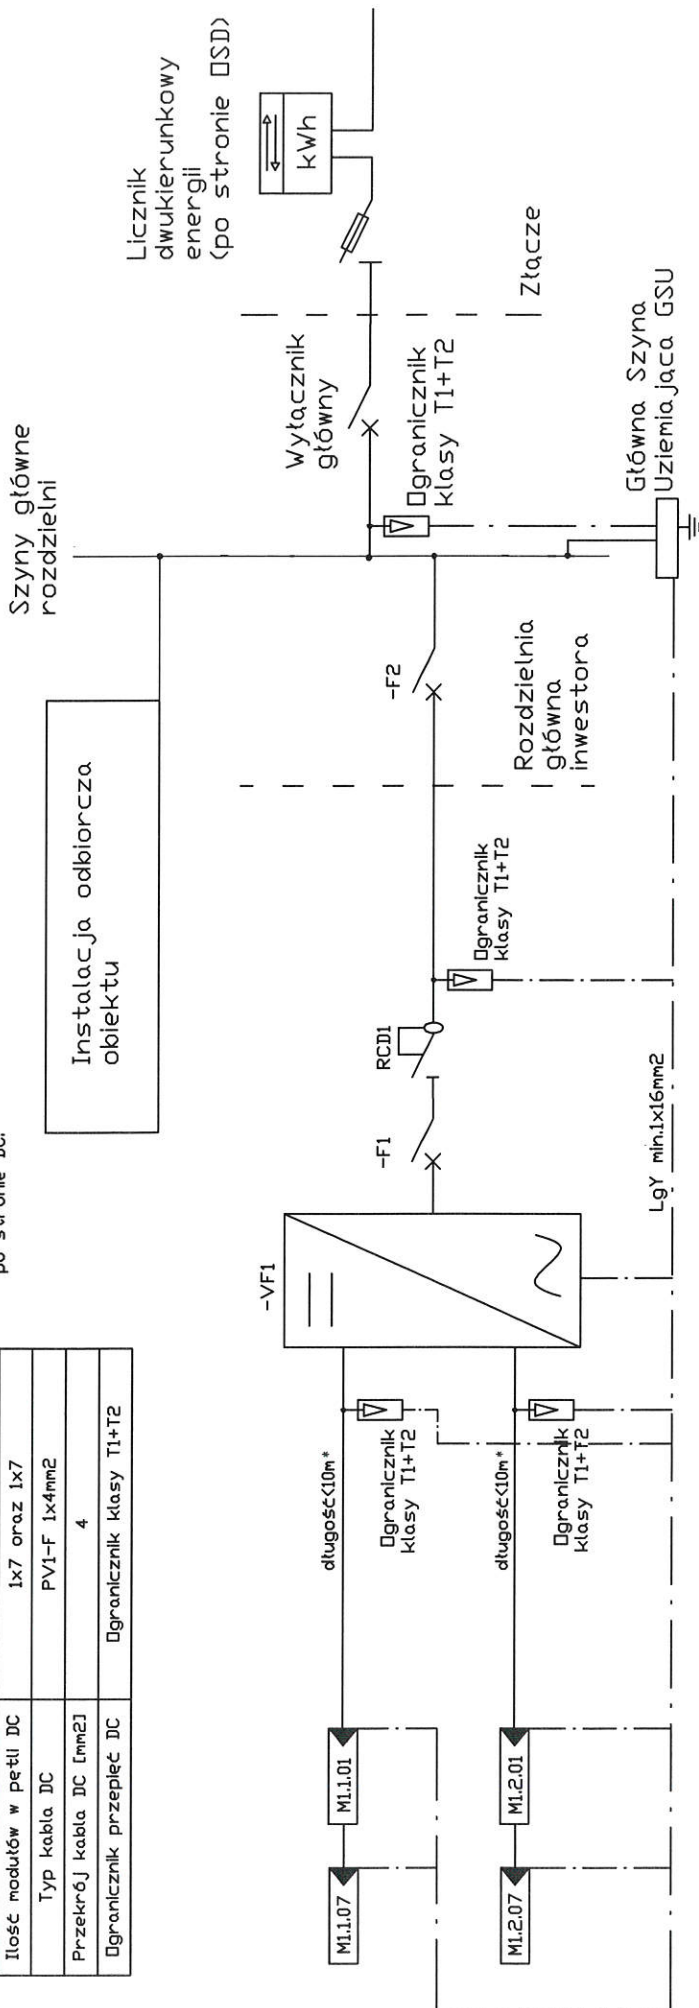 po stronie DC.
Ilość modułów w pętli DC
1x7 oraz 1x7
Typ kabla DC
PV1-F 1x4mm2
Przekrój kabla DC [mm2]
4
Ogranicznik przepięć DC
Ogranicznik klasy T1+T2
Instalacja odbiorcza
obiektu
Szyny główne
rozdzielni
Licznik
dwukierunkowy
energii
(po stronie OSD)
kWh
Wyłącznik
główny
Ogranicznik
klasy T1+T2
Złącze
Główna Szyna
Uziemiająca GSU
-F2
Rozdzielnia
główna
inwestora
Ogranicznik
klasy T1+T2
RCD1
-F1
-VF1
LgY min.1x16mm2
długość<10m*
Ogranicznik
klasy T1+T2
długość<10m*
Ogranicznik
klasy T1+T2
M1.1.07
M1.1.01
M1.2.07
M1.2.01